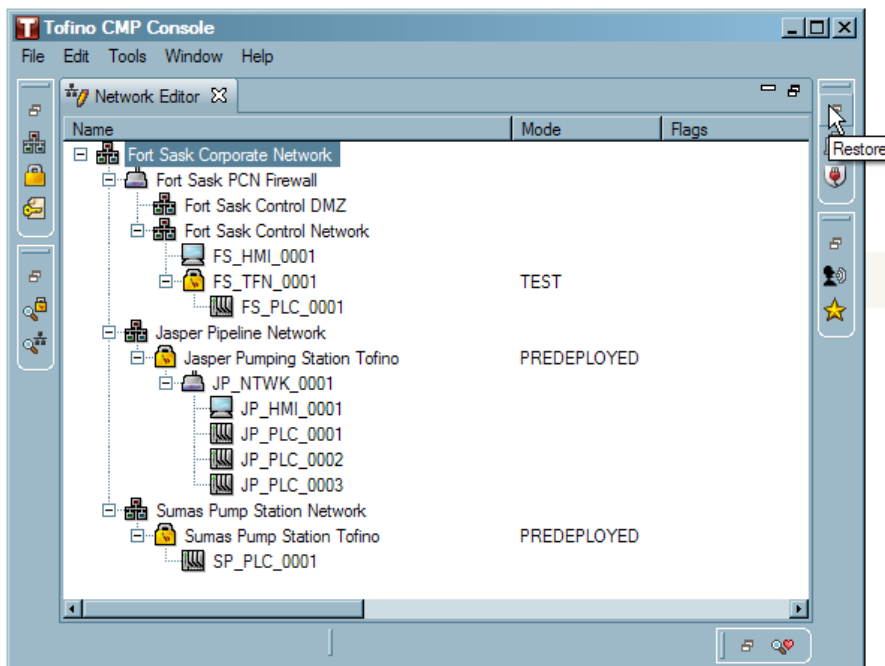 Tofino CMP Console
File Edit Tools Window Help
Network Editor
Name Mode Flags
Restore
Fort Sask Corporate Network
Fort Sask PCN Firewall
Fort Sask Control DMZ
Fort Sask Control Network
FS_HMI_0001
FS_TFN_0001 TEST
FS_PLC_0001
Jasper Pipeline Network
Jasper Pumping Station Tofino PREDEPLOYED
JP_NTWK_0001
JP_HMI_0001
JP_PLC_0001
JP_PLC_0002
JP_PLC_0003
Sumas Pump Station Network
Sumas Pump Station Tofino PREDEPLOYED
SP_PLC_0001